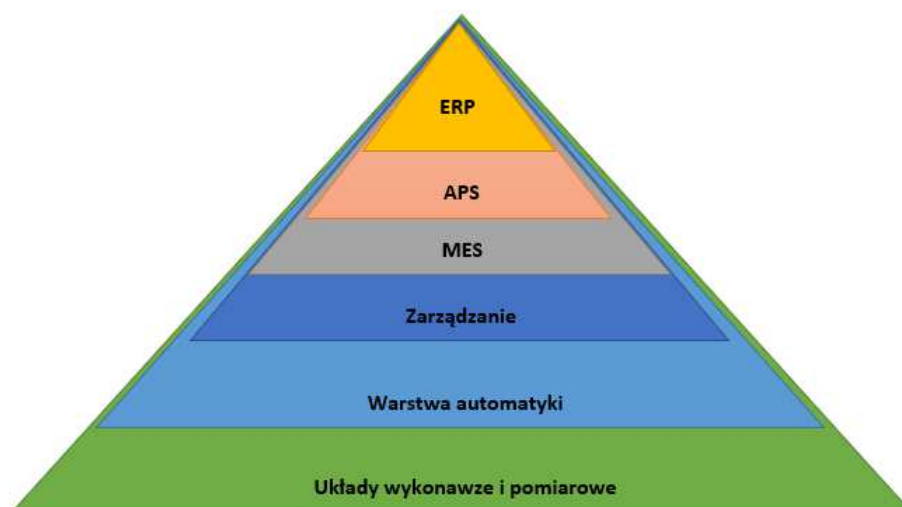 ERP
APS
MES
Zarządzanie
Warstwa automatyki
Układy wykonawze i pomiarowe